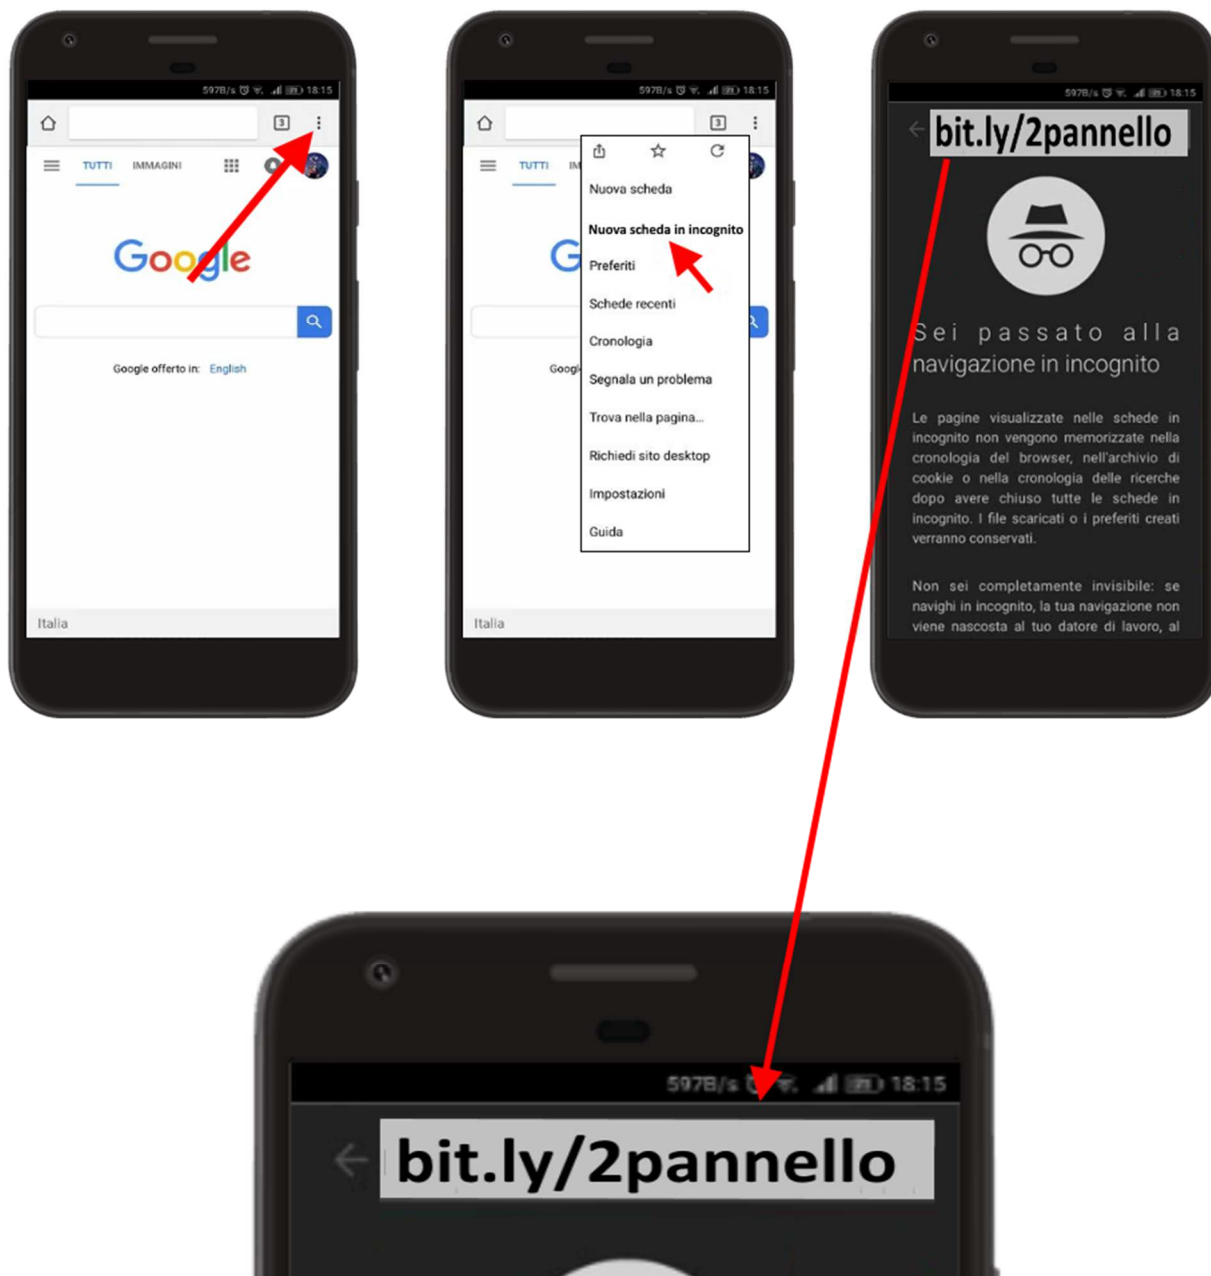 597B/s 18:15
3
TUTTI IMMAGINI
Google
Google offerto in: English
Italia
597B/s 18:15
3
TUTTI IM
Nuova scheda
Nuova scheda in incognito
Preferiti
Schede recenti
Cronologia
Segnala un problema
Trova nella pagina...
Richiedi sito desktop
Impostazioni
Guida
G
Googl
Italia
597B/s 18:15
bit.ly/2pannello
Sei passato alla
navigazione in incognito
Le pagine visualizzate nelle schede in
incognito non vengono memorizzate nella
cronologia del browser, nell'archivio di
cookie o nella cronologia delle ricerche
dopo avere chiuso tutte le schede in
incognito. I file scaricati o i preferiti creati
verranno conservati.
Non sei completamente invisibile: se
navighi in incognito, la tua navigazione non
viene nascosta al tuo datore di lavoro, al
597B/s 18:15
bit.ly/2pannello